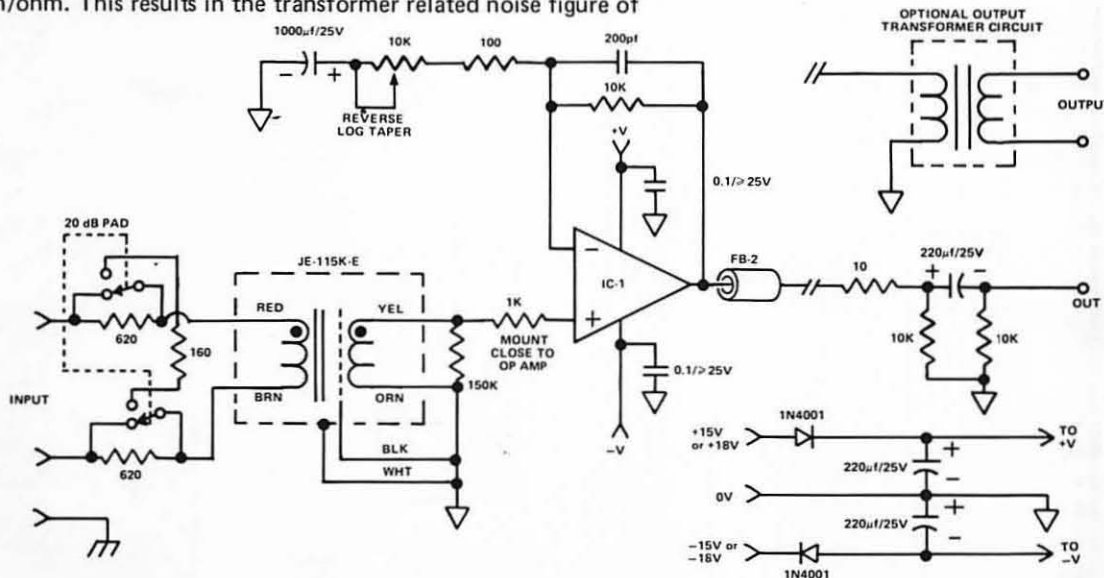 n/ohm. This results in the transformer related noise figure of
OPTIONAL OUTPUT
TRANSFORMER CIRCUIT
1000µf/25V
10K
100
200pf
REVERSE
LOG TAPER
10K
OUTPUT
+V
0.1/≥25V
20 dB PAD
JE-115K-E
RED
YEL
1K
MOUNT
CLOSE TO
OP AMP
IC-1
FB-2
10
220µf/25V
+
−
OUT
620
160
150K
10K
10K
BRN
ORN
0.1/≥25V
INPUT
BLK
WHT
−V
620
1N4001
+15V
or +18V
TO
+V
220µf/25V
+
−
0V
220µf/25V
+
−
−15V or
−18V
TO
−V
1N4001